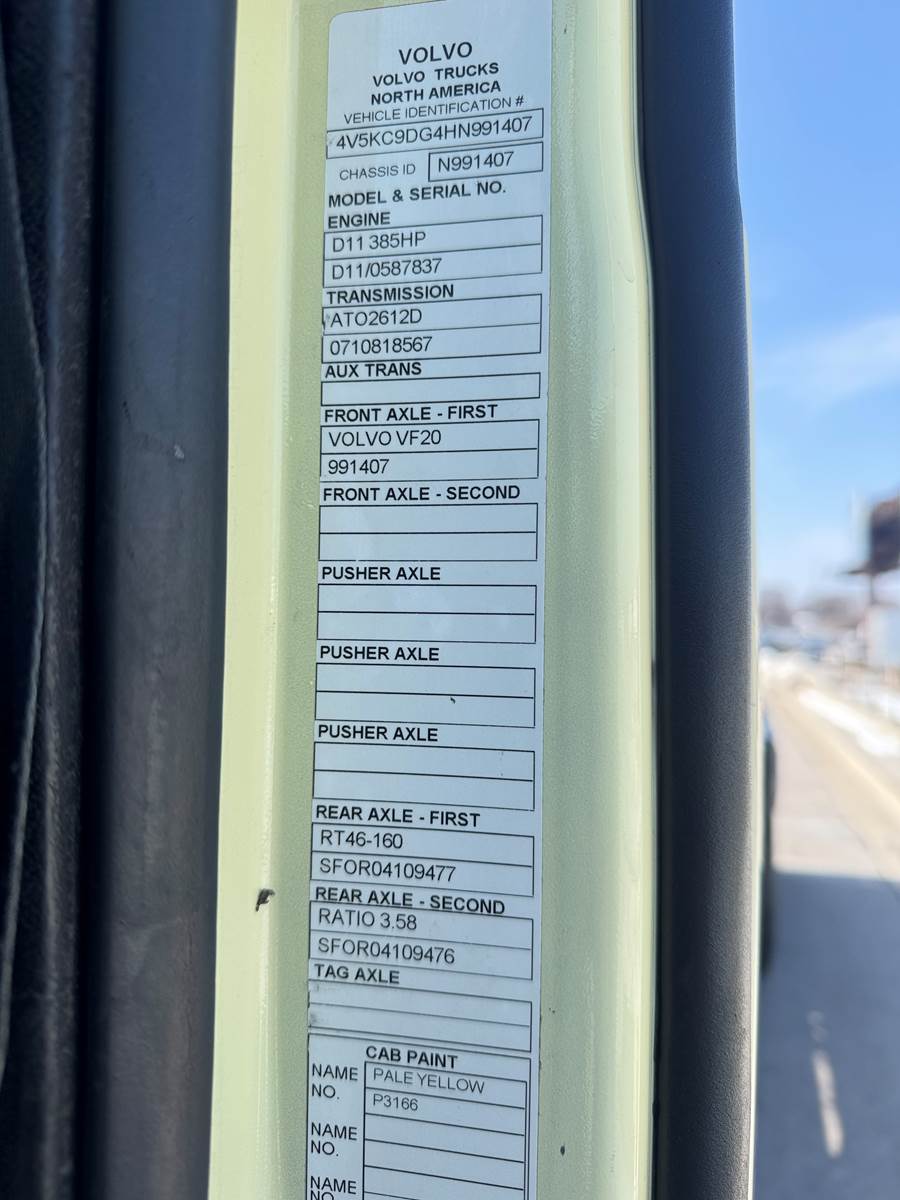 VOLVO
VOLVO TRUCKS
NORTH AMERICA
VEHICLE IDENTIFICATION #
4V5KC9DG4HN991407
CHASSIS ID N991407
MODEL & SERIAL NO.
ENGINE
D11 385HP
D11/0587837
TRANSMISSION
ATO2612D
0710818567
AUX TRANS
FRONT AXLE - FIRST
VOLVO VF20
991407
FRONT AXLE - SECOND
PUSHER AXLE
PUSHER AXLE
PUSHER AXLE
REAR AXLE - FIRST
RT46-160
SFOR04109477
REAR AXLE - SECOND
RATIO 3.58
SFOR04109476
TAG AXLE
CAB PAINT
NAME PALE YELLOW
NO. P3166
NAME
NO.
NAME
NO.